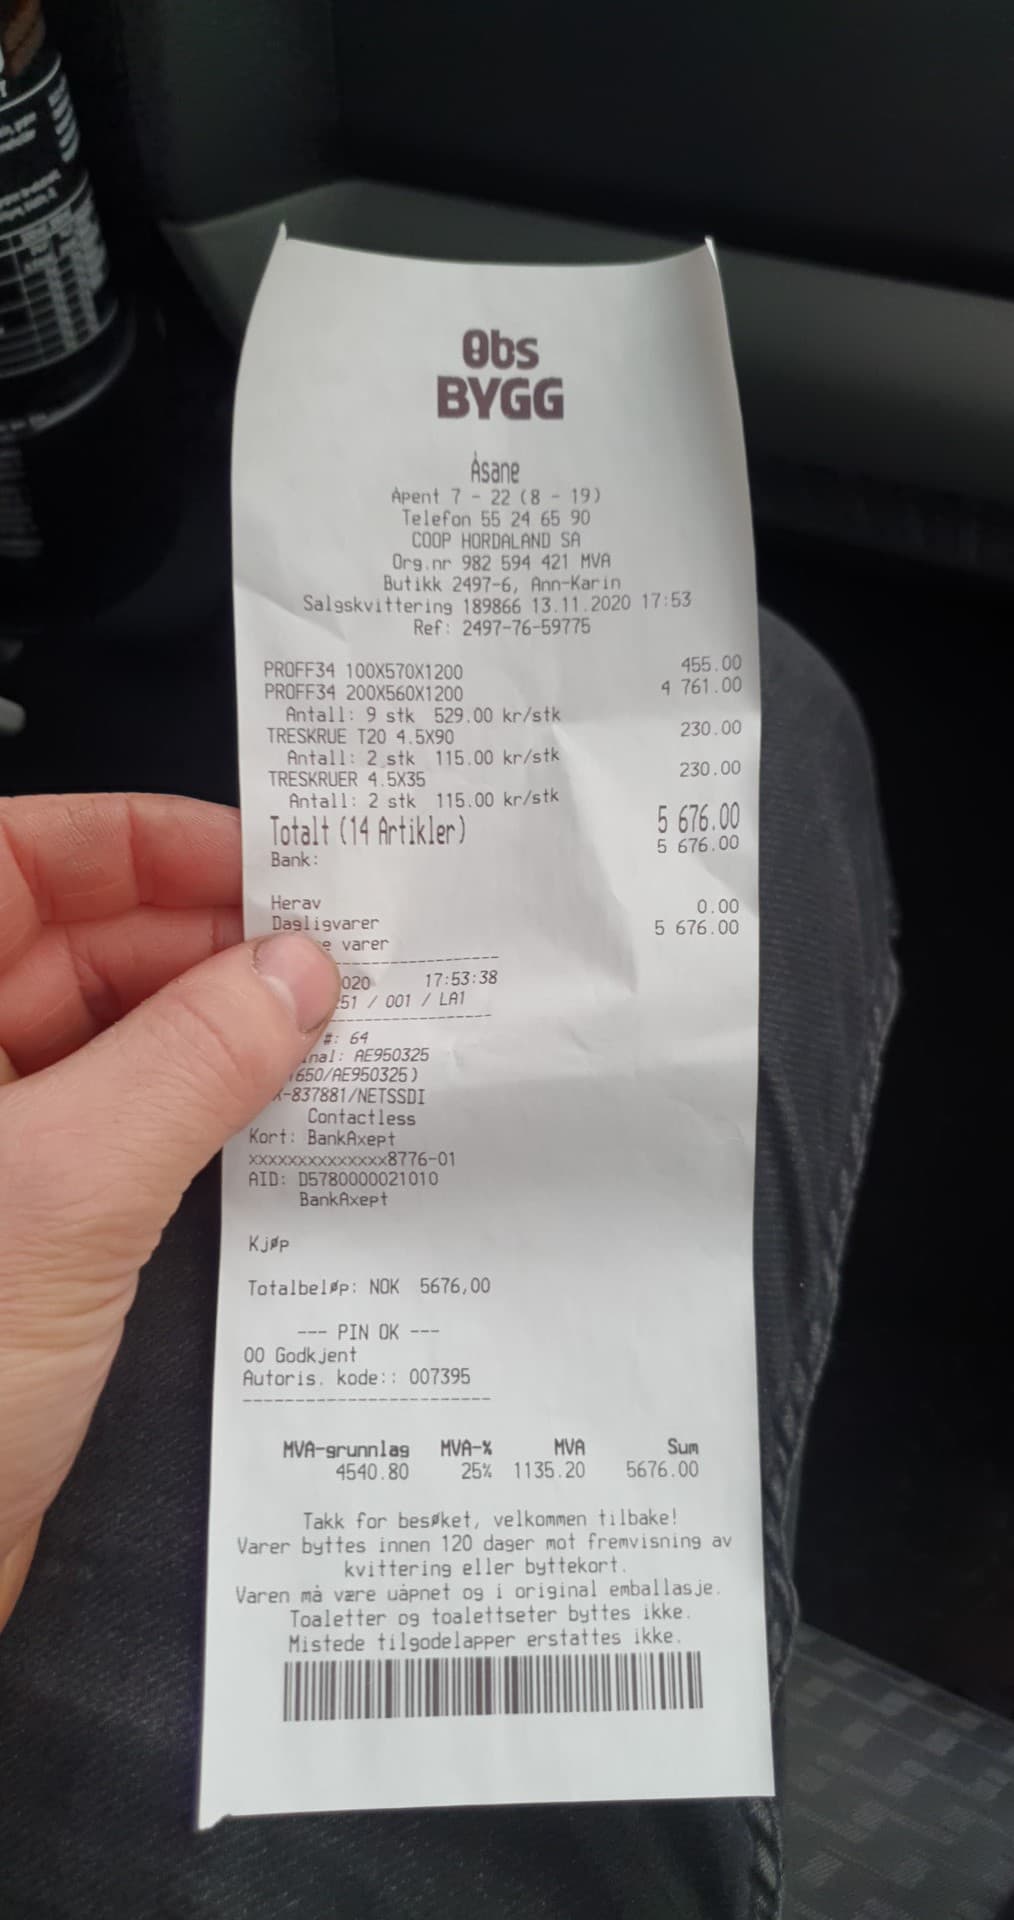 Obs
BYGG
Åsane
Åpent 7 - 22 (8 - 19)
Telefon 55 24 65 90
COOP HORDALAND SA
Org.nr 982 594 421 MVA
Butikk 2497-6, Ann-Karin
Salgskvittering 189866 13.11.2020 17:53
Ref: 2497-76-59775
PROFF34 100X570X1200 455.00
PROFF34 200X560X1200 4 761.00
Antall: 9 stk 529.00 kr/stk
TRESKRUE T20 4.5X90 230.00
Antall: 2 stk 115.00 kr/stk
TRESKRUER 4.5X35 230.00
Antall: 2 stk 115.00 kr/stk
Totalt (14 Artikler) 5 676.00
Bank: 5 676.00
Herav
Dagligvarer 0.00
varer 5 676.00
020 17:53:38
51 / 001 / LA1
#: 64
nal: AE950325
650/AE950325)
-837881/NETSSDI
Contactless
Kort: BankAxept
xxxxxxxxxxxxxx8776-01
AID: D5780000021010
BankAxept
Kjøp
Totalbeløp: NOK 5676,00
--- PIN OK ---
00 Godkjent
Autoris. kode:: 007395
MVA-grunnlag MVA-% MVA Sum
4540.80 25% 1135.20 5676.00
Takk for besøket, velkommen tilbake!
Varer byttes innen 120 dager mot fremvisning av
kvittering eller byttekort.
Varen må være uåpnet og i original emballasje.
Toaletter og toalettseter byttes ikke.
Mistede tilgodelapper erstattes ikke.